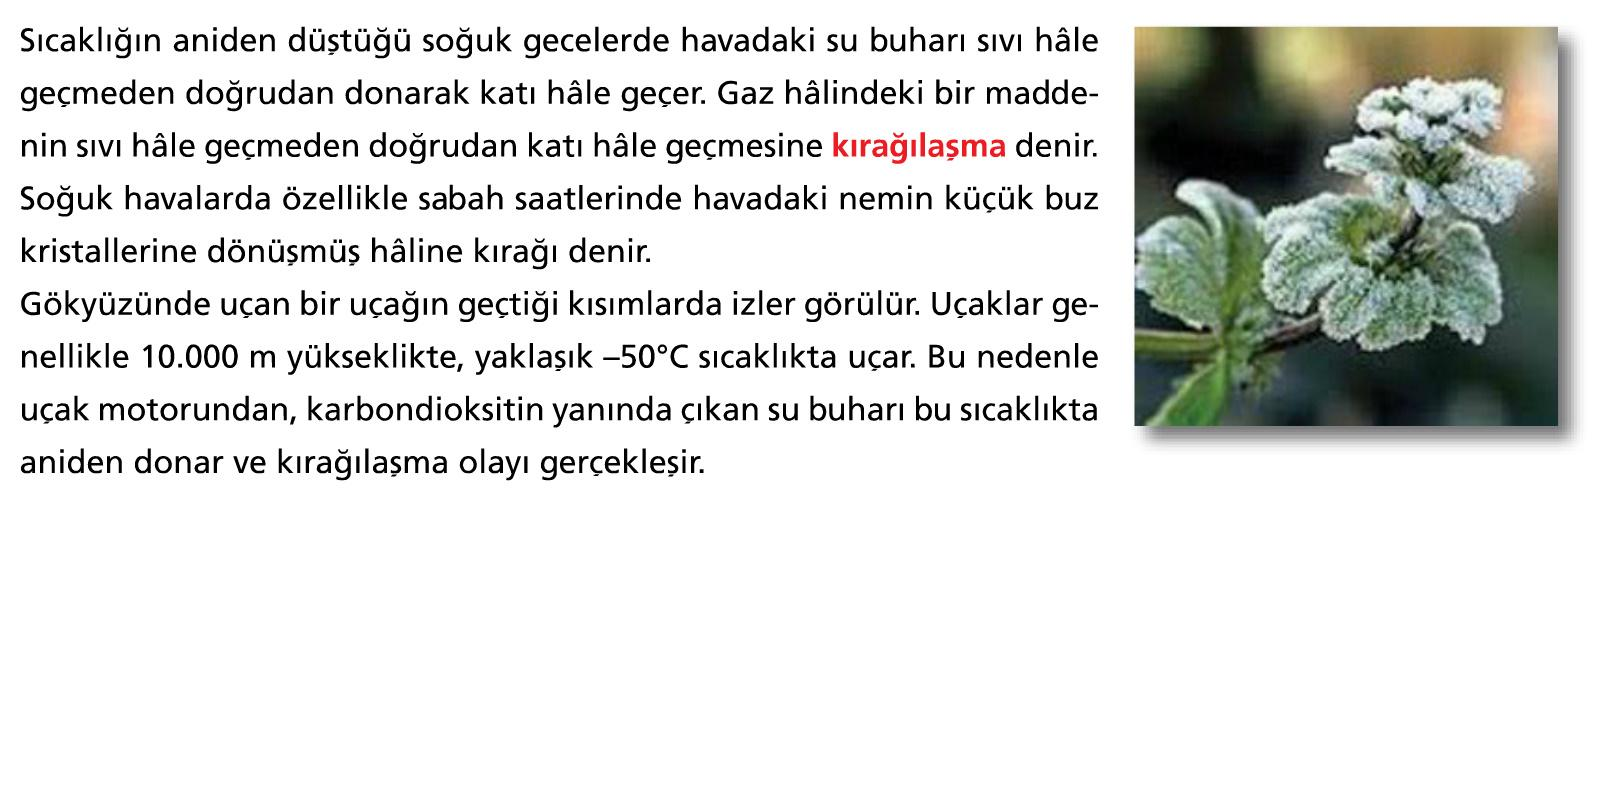 Sıcaklığın aniden düştüğü soğuk gecelerde havadaki su buharı sıvı hâle
geçmeden doğrudan donarak katı hâle geçer. Gaz hâlindeki bir madde-
nin sıvı hâle geçmeden doğrudan katı hâle geçmesine kırağılaşma denir.
Soğuk havalarda özellikle sabah saatlerinde havadaki nemin küçük buz
kristallerine dönüşmüş hâline kırağı denir.
Gökyüzünde uçan bir uçağın geçtiği kısımlarda izler görülür. Uçaklar ge-
nellikle 10.000 m yükseklikte, yaklaşık –50°C sıcaklıkta uçar. Bu nedenle
uçak motorundan, karbondioksitin yanında çıkan su buharı bu sıcaklıkta
aniden donar ve kırağılaşma olayı gerçekleşir.